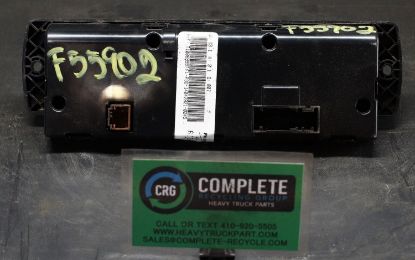 F55902
F55902
CRG
COMPLETE
RECYCLING GROUP
HEAVY TRUCK PARTS
CALL OR TEXT 410-920-5505
WWW.HEAVYTRUCKPART.COM
SALES@COMPLETE-RECYCLE.COM